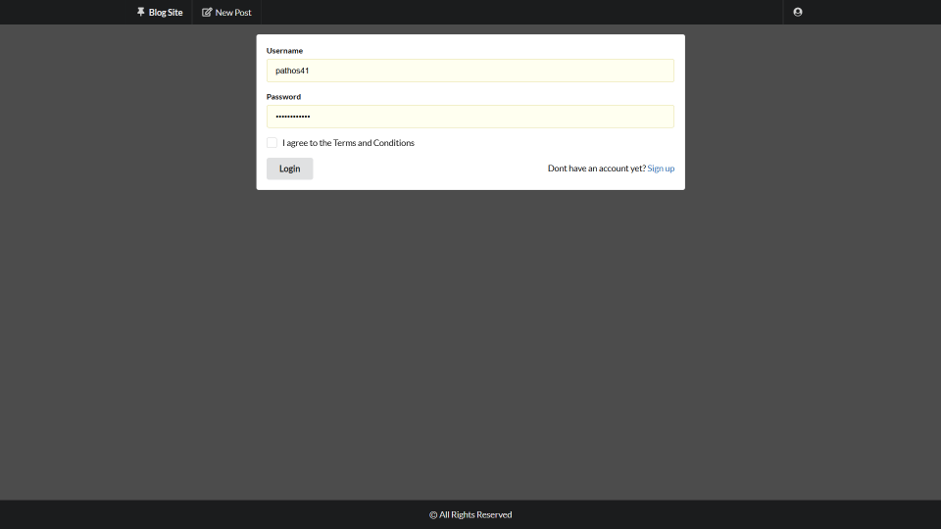 Blog Site New Post
Username
pathos41
Password
••••••••••••
I agree to the Terms and Conditions
Login Dont have an account yet? Sign up
© All Rights Reserved